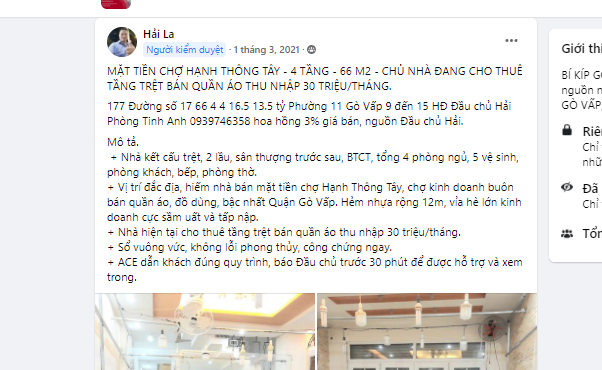 Hải La
Người kiểm duyệt · 1 tháng 3, 2021 ·
MẶT TIỀN CHỢ HẠNH THÔNG TÂY - 4 TẦNG - 66 M2 - CHỦ NHÀ ĐANG CHO THUÊ
TẦNG TRỆT BÁN QUẦN ÁO THU NHẬP 30 TRIỆU/THÁNG.
177 Đường số 17 66 4 4 16.5 13.5 tỷ Phường 11 Gò Vấp 9 đến 15 HĐ Đầu chủ Hải
Phòng Tinh Anh 0939746358 hoa hồng 3% giá bán, nguồn Đầu chủ Hải.
Mô tả.
+ Nhà kết cấu trệt, 2 lầu, sân thượng trước sau, BTCT, tổng 4 phòng ngủ, 5 vệ sinh,
phòng khách, bếp, phòng thờ.
+ Vị trí đắc địa, hiếm nhà bán mặt tiền chợ Hạnh Thông Tây, chợ kinh doanh buôn
bán quần áo, đồ dùng, bậc nhất Quận Gò Vấp. Hẻm nhựa rộng 12m, vỉa hè lớn kinh
doanh cực sầm uất và tấp nập.
+ Nhà hiện tại cho thuê tầng trệt bán quần áo thu nhập 30 triệu/tháng.
+ Sổ vuông vức, không lỗi phong thủy, công chứng ngay.
+ ACE dẫn khách đúng quy trình, báo Đầu chủ trước 30 phút để được hỗ trợ và xem
trong.
Giới thi
BÍ KÍP G
nguồn n
GÒ VẤP,
Riên
Chỉ
nhữ
Đã
Chỉ
Tổn